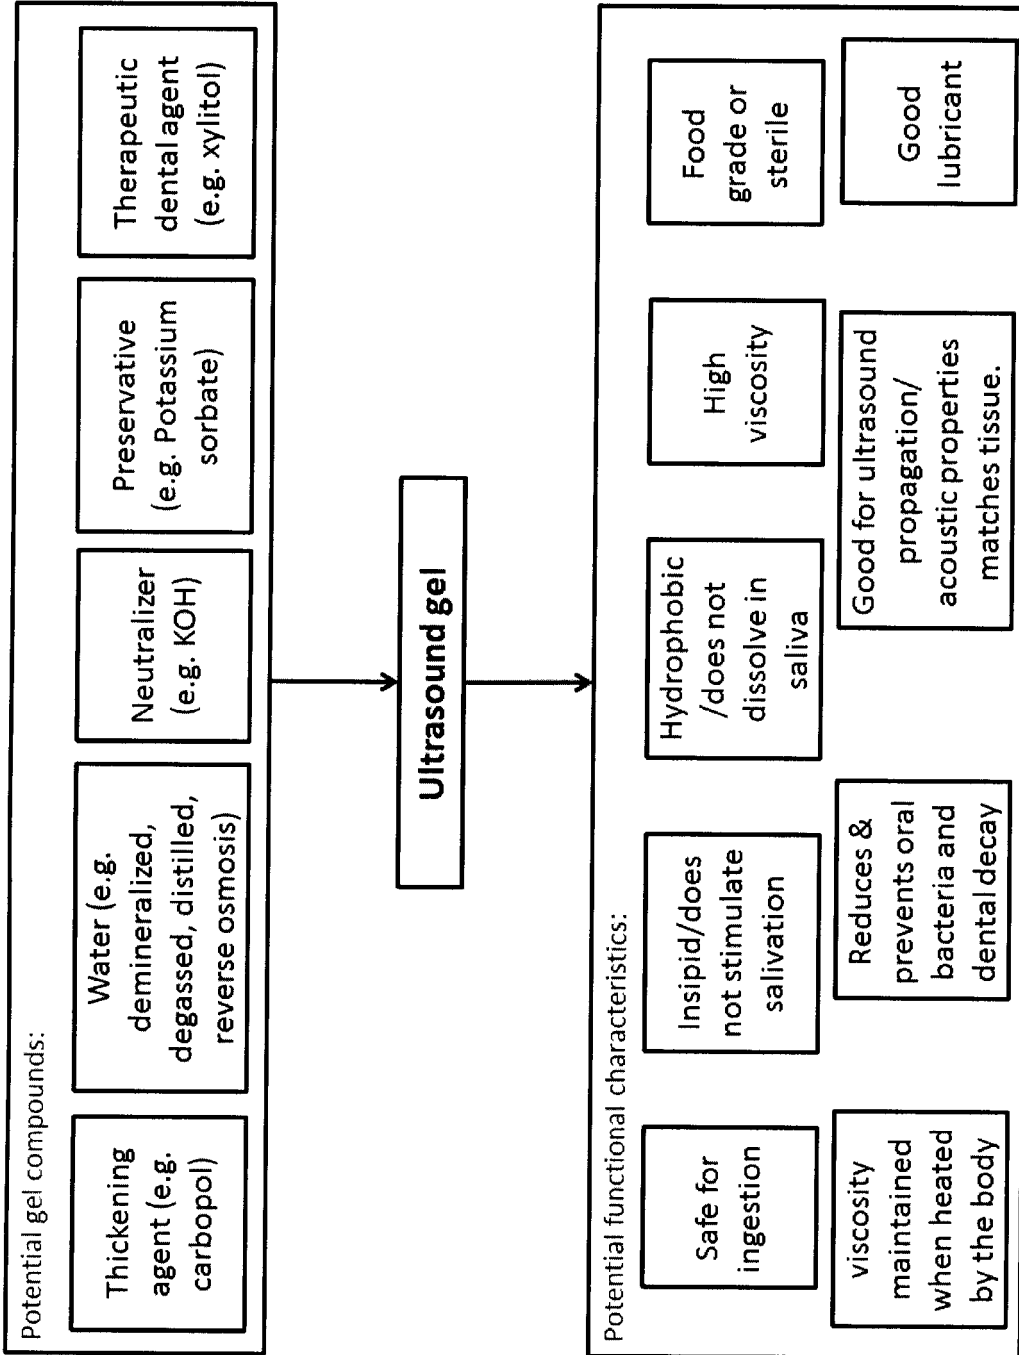 Potential gel compounds:
Thickening
agent (e.g.
carbopol)
Water (e.g.
demineralized,
degassed, distilled,
reverse osmosis)
Neutralizer
(e.g. KOH)
Preservative
(e.g. Potassium
sorbate)
Therapeutic
dental agent
(e.g. xylitol)
Ultrasound gel
Potential functional characteristics:
Safe for
ingestion
Insipid/does
not stimulate
salivation
Hydrophobic
/does not
dissolve in
saliva
High
viscosity
Food
grade or
sterile
viscosity
maintained
when heated
by the body
Reduces &
prevents oral
bacteria and
dental decay
Good for ultrasound
propagation/
acoustic properties
matches tissue.
Good
lubricant